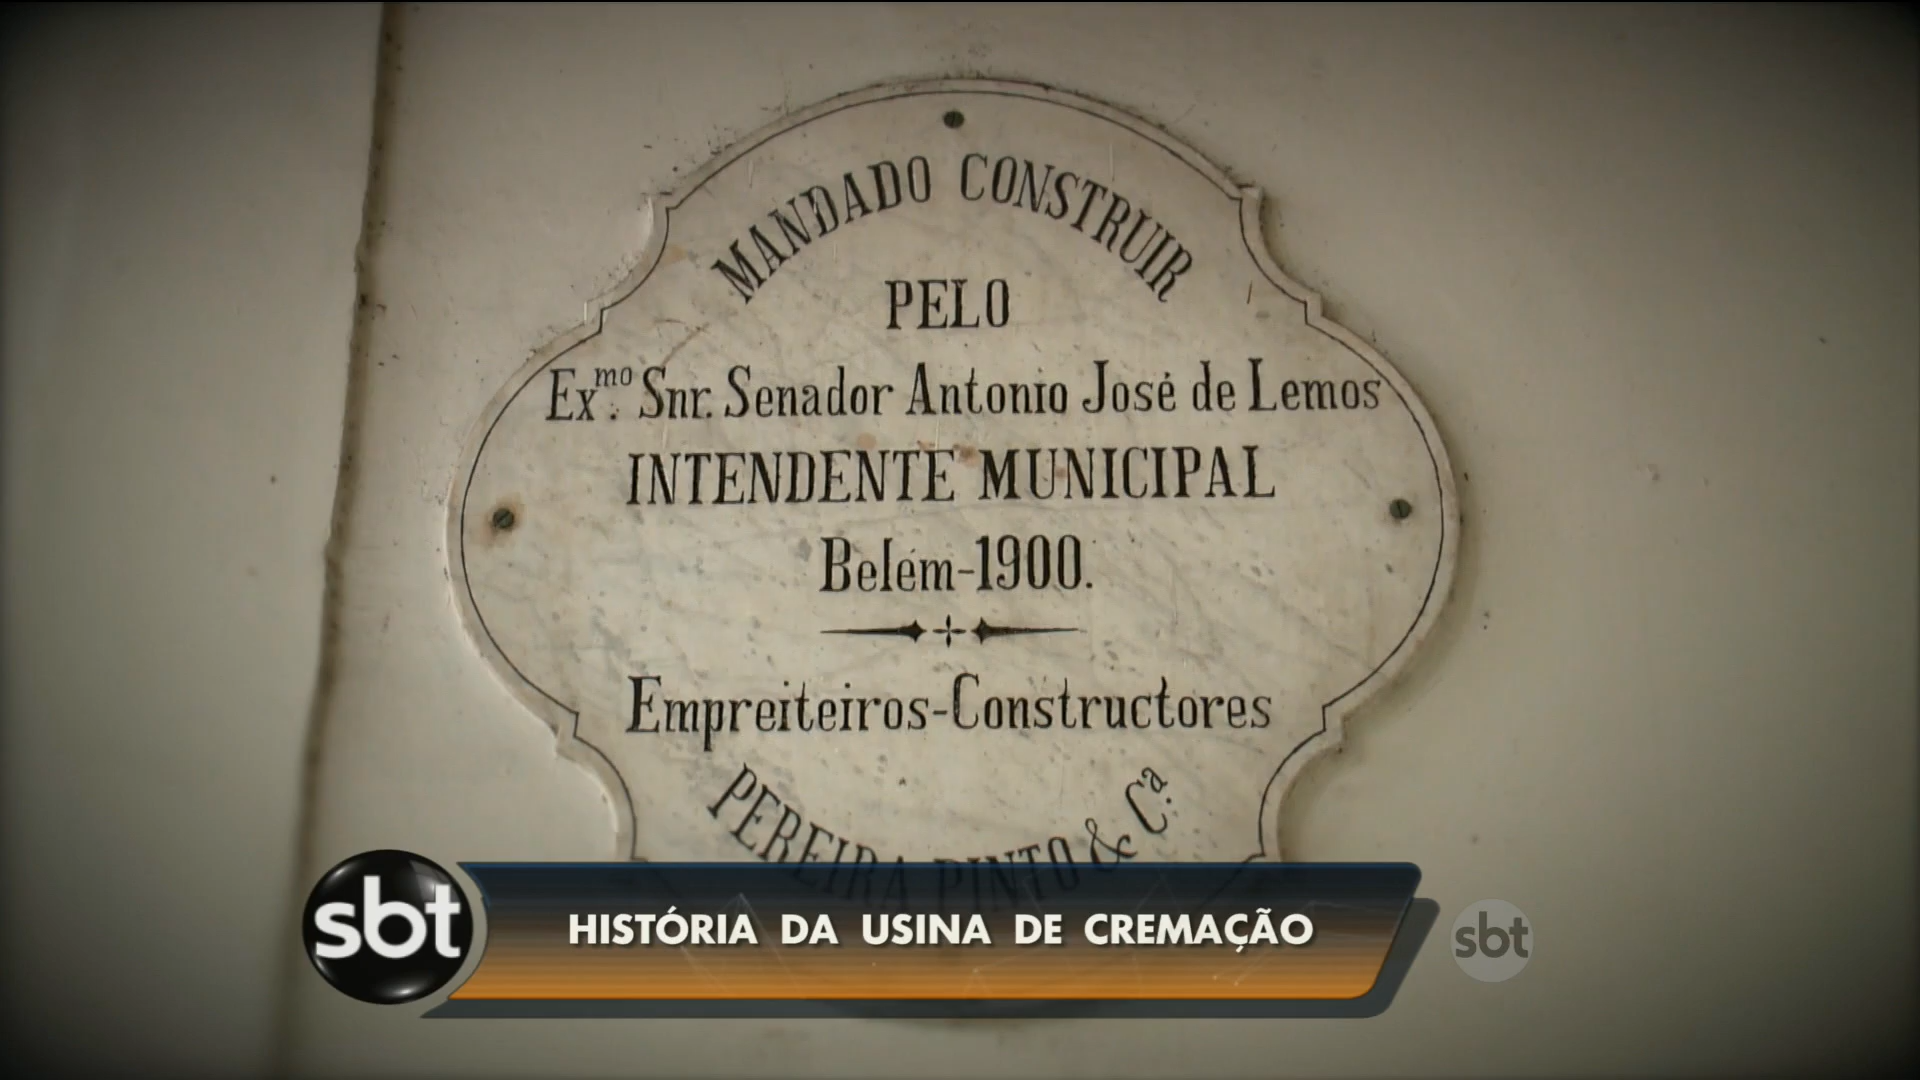 MANDADO CONSTRUIR
PELO
Exmo. Snr. Senador Antonio José de Lemos
INTENDENTE MUNICIPAL
Belém-1900.
Empreiteiros-Constructores
PEREIRA PINTO & Cª.
sbt
HISTÓRIA DA USINA DE CREMAÇÃO
sbt